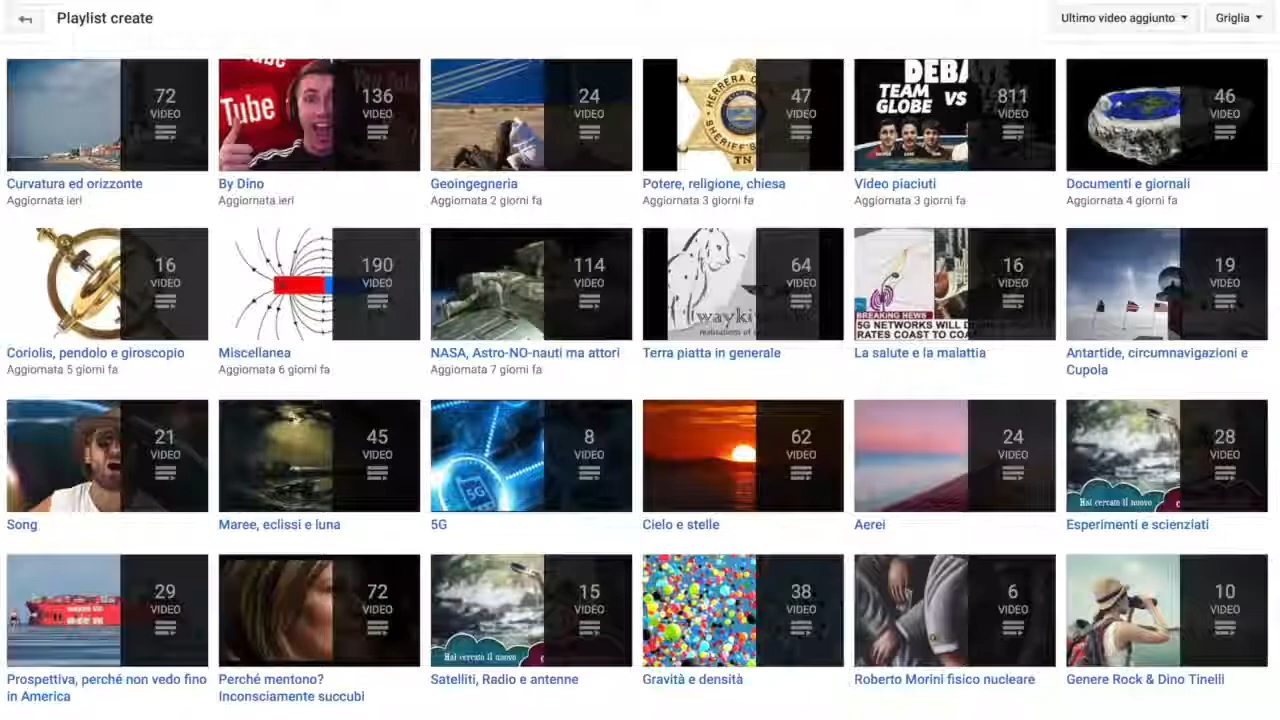 Playlist create
Ultimo video aggiunto
Griglia
72
VIDEO
Curvatura ed orizzonte
Aggiornata ieri
Tube
136
VIDEO
By Dino
Aggiornata ieri
24
VIDEO
Geoingegneria
Aggiornata 2 giorni fa
HERRERA CO
SHERIFF'S
TN
47
VIDEO
Potere, religione, chiesa
Aggiornata 3 giorni fa
DEBATE
TEAM
GLOBE VS
811
VIDEO
Video piaciuti
Aggiornata 3 giorni fa
46
VIDEO
Documenti e giornali
Aggiornata 4 giorni fa
16
VIDEO
Coriolis, pendolo e giroscopio
Aggiornata 5 giorni fa
190
VIDEO
Miscellanea
Aggiornata 6 giorni fa
114
VIDEO
NASA, Astro-NO-nauti ma attori
Aggiornata 7 giorni fa
64
VIDEO
Terra piatta in generale
16
VIDEO
BREAKING NEWS
5G NETWORKS WILL
RATES COAST TO
La salute e la malattia
19
VIDEO
Antartide, circumnavigazioni e
Cupola
21
VIDEO
Song
45
VIDEO
Maree, eclissi e luna
5G
8
VIDEO
5G
62
VIDEO
Cielo e stelle
24
VIDEO
Aerei
28
VIDEO
Hai cercato il nuovo
Esperimenti e scienziati
29
VIDEO
Prospettiva, perché non vedo fino
in America
72
VIDEO
Perché mentono?
Inconsciamente succubi
15
VIDEO
Hai cercato il nuovo
Satelliti, Radio e antenne
38
VIDEO
Gravità e densità
6
VIDEO
Roberto Morini fisico nucleare
10
VIDEO
Genere Rock & Dino Tinelli